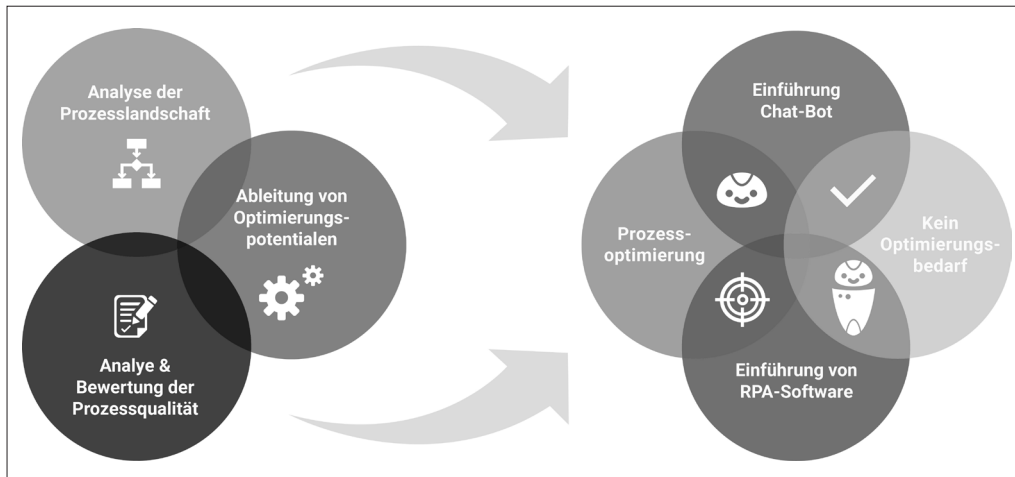 Analyse der
Prozesslandschaft
Ableitung von
Optimierungs-
potentialen
Analye &
Bewertung der
Prozessqualität
Einführung
Chat-Bot
Prozess-
optimierung
Kein
Optimierungs-
bedarf
Einführung von
RPA-Software